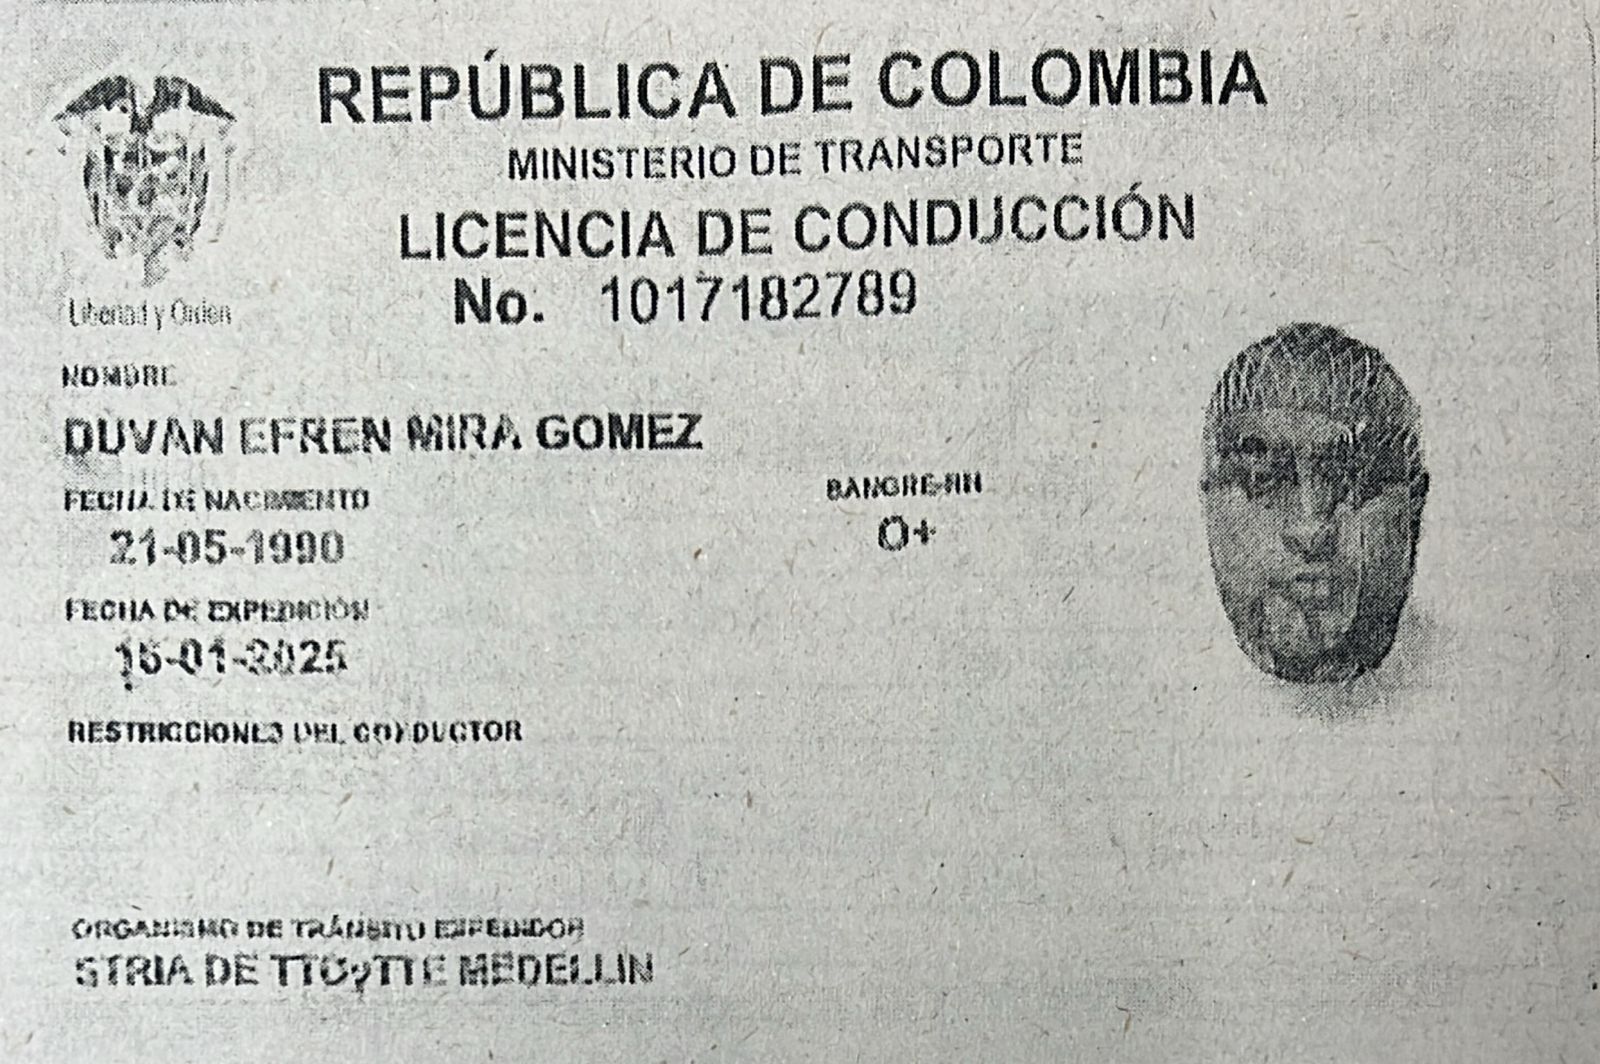 REPÚBLICA DE COLOMBIA
MINISTERIO DE TRANSPORTE
LICENCIA DE CONDUCCIÓN
No. 1017182789
Libertad y Orden
NOMBRE
DUVAN EFREN MIRA GOMEZ
FECHA DE NACIMIENTO
21-05-1990
SANGRE-RH
O+
FECHA DE EXPEDICIÓN
16-01-2025
RESTRICCIONES DEL CONDUCTOR
ORGANISMO DE TRÁNSITO EXPEDIDOR
STRIA DE TTOyTTE MEDELLIN